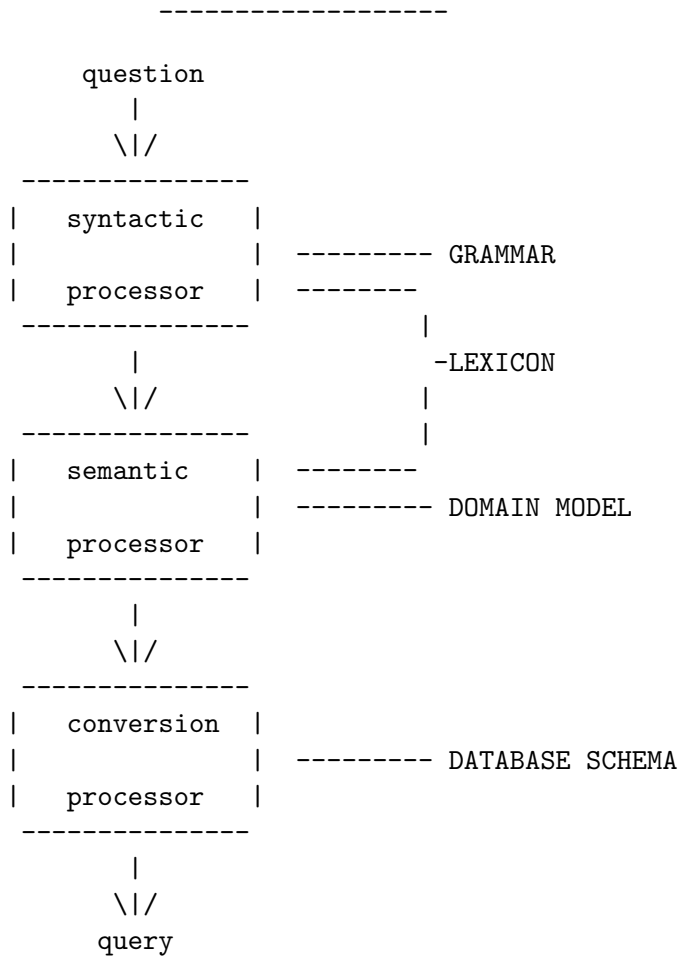 question
syntactic
GRAMMAR
processor
LEXICON
semantic
DOMAIN MODEL
processor
conversion
DATABASE SCHEMA
processor
query